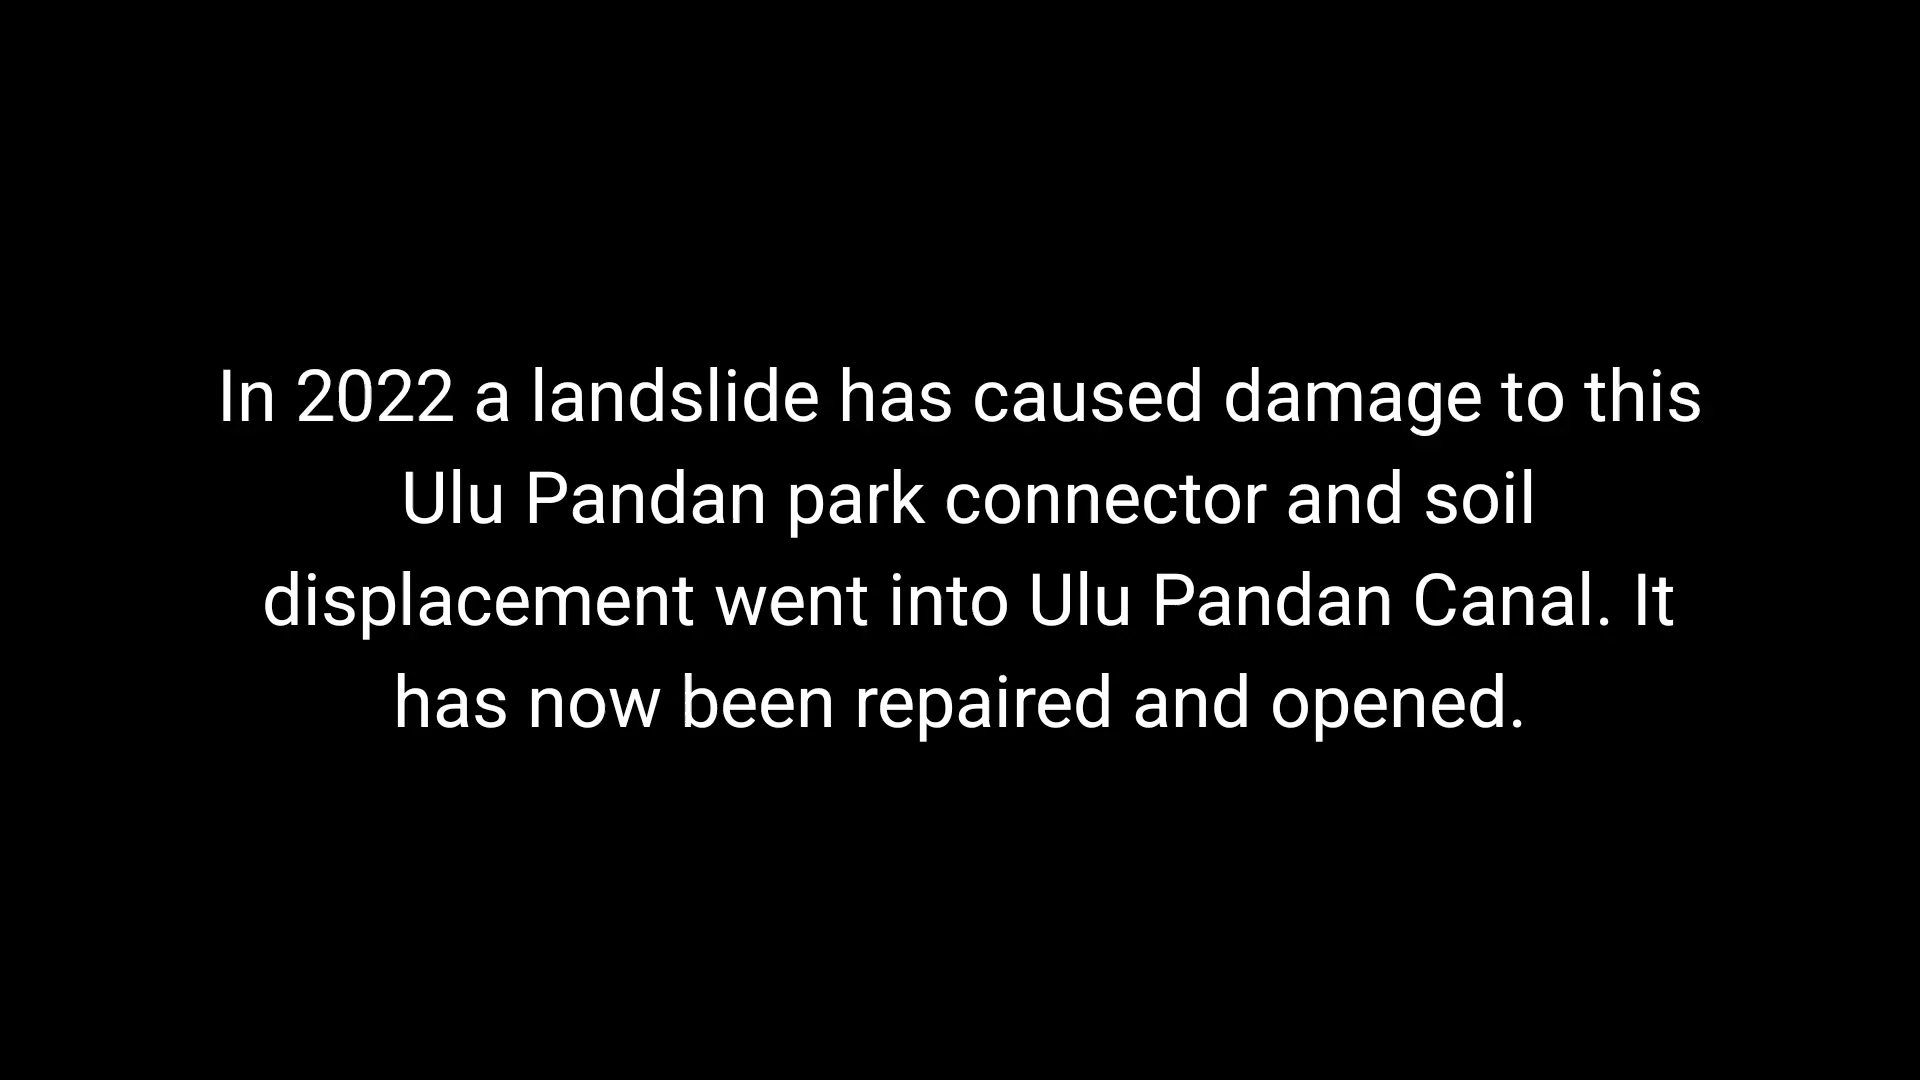 In 2022 a landslide has caused damage to this
Ulu Pandan park connector and soil
displacement went into Ulu Pandan Canal. It
has now been repaired and opened.